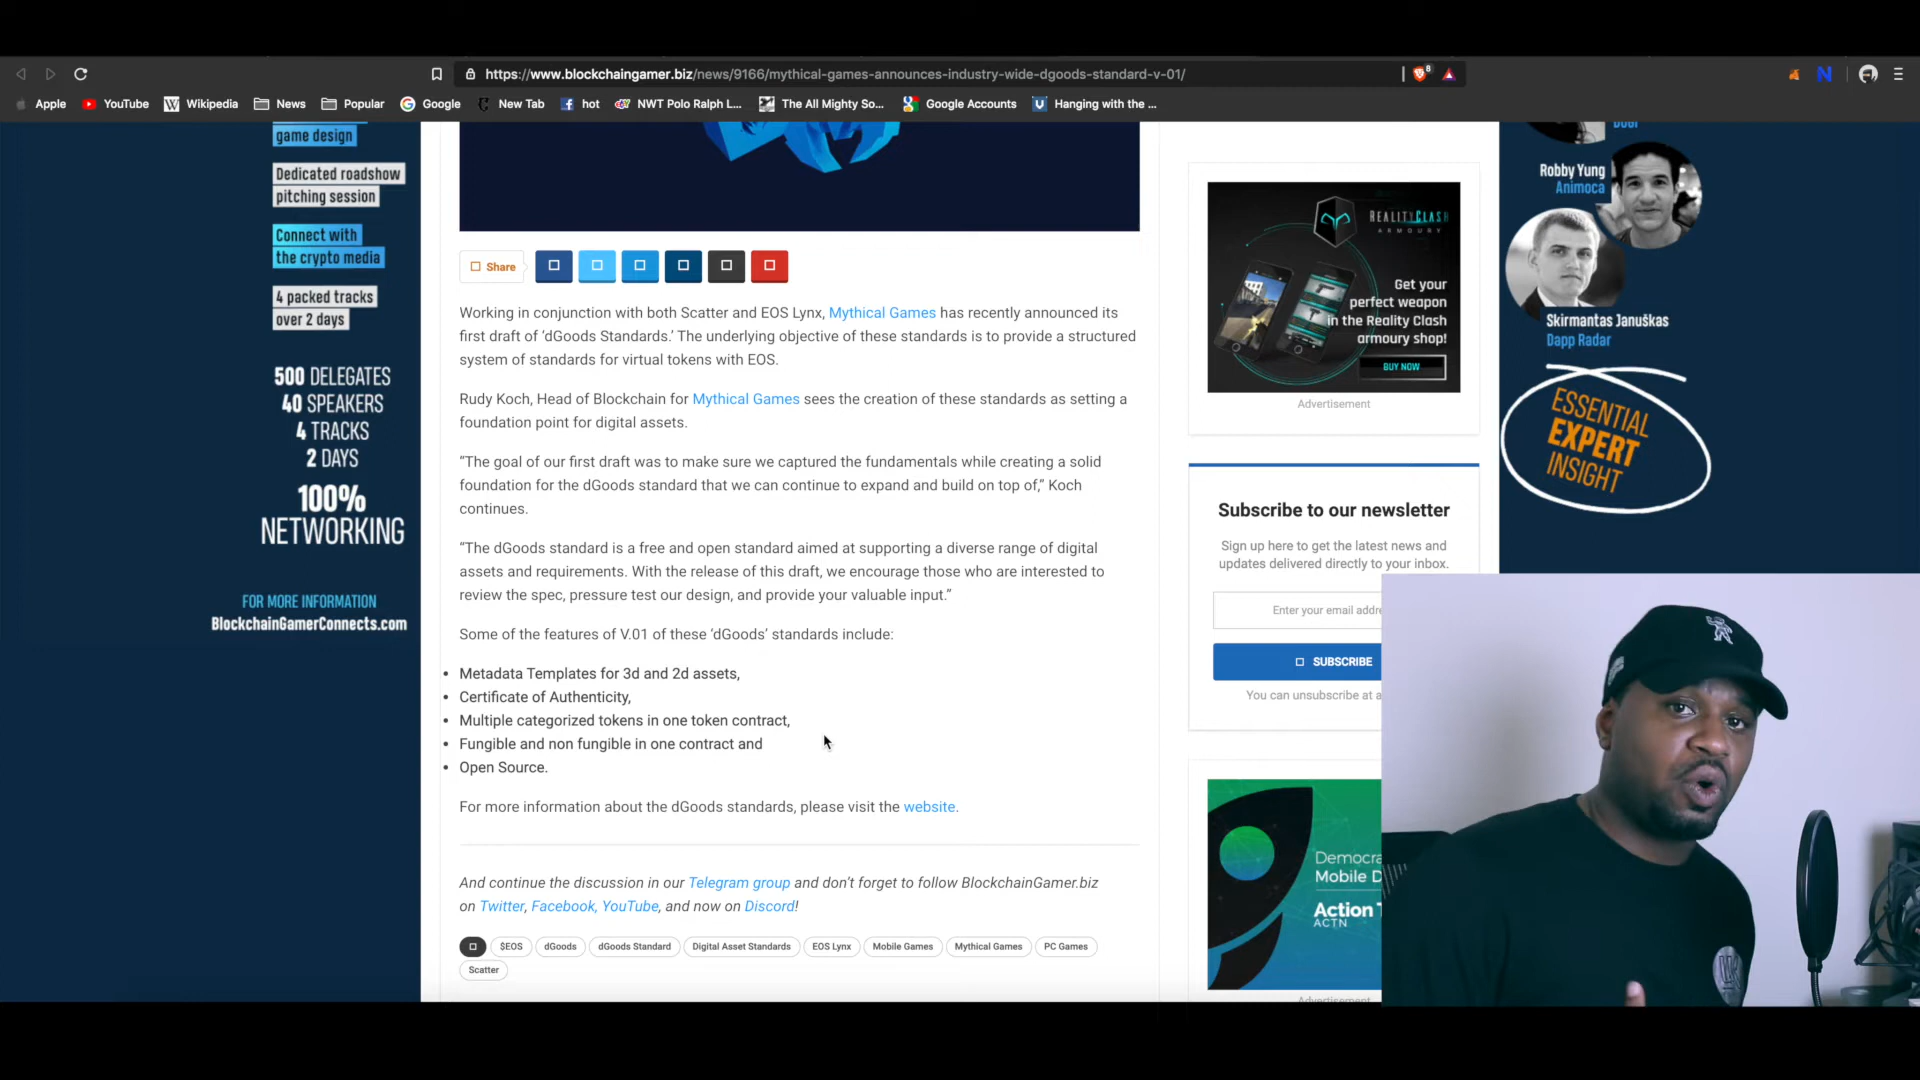 https://www.blockchaingamer.biz/news/9166/mythical-games-announces-industry-wide-dgoods-standard-v-01/
8
Apple
YouTube
Wikipedia
News
Popular
Google
New Tab
hot
NWT Polo Ralph L...
The All Mighty So...
Google Accounts
Hanging with the ...
game design
Dedicated roadshow
pitching session
Connect with
the crypto media
4 packed tracks
over 2 days
500 DELEGATES
40 SPEAKERS
4 TRACKS
2 DAYS
100%
NETWORKING
FOR MORE INFORMATION
BlockchainGamerConnects.com
Share
Working in conjunction with both Scatter and EOS Lynx, Mythical Games has recently announced its
first draft of ‘dGoods Standards.’ The underlying objective of these standards is to provide a structured
system of standards for virtual tokens with EOS.
Rudy Koch, Head of Blockchain for Mythical Games sees the creation of these standards as setting a
foundation point for digital assets.
“The goal of our first draft was to make sure we captured the fundamentals while creating a solid
foundation for the dGoods standard that we can continue to expand and build on top of,” Koch
continues.
“The dGoods standard is a free and open standard aimed at supporting a diverse range of digital
assets and requirements. With the release of this draft, we encourage those who are interested to
review the spec, pressure test our design, and provide your valuable input.”
Some of the features of V.01 of these ‘dGoods’ standards include:
• Metadata Templates for 3d and 2d assets,
• Certificate of Authenticity,
• Multiple categorized tokens in one token contract,
• Fungible and non fungible in one contract and
• Open Source.
For more information about the dGoods standards, please visit the website.
And continue the discussion in our Telegram group and don’t forget to follow BlockchainGamer.biz
on Twitter, Facebook, YouTube, and now on Discord!
$EOS
dGoods
dGoods Standard
Digital Asset Standards
EOS Lynx
Mobile Games
Mythical Games
PC Games
Scatter
REALITY CLASH
ARMOURY
Get your
perfect weapon
in the Reality Clash
armoury shop!
BUY NOW
Advertisement
Subscribe to our newsletter
Sign up here to get the latest news and
updates delivered directly to your inbox.
Enter your email addre
SUBSCRIBE
You can unsubscribe at a
Democra
Mobile D
Action T
ACTN
Advertisement
Robby Yung
Animoca
Skirmantas Januškas
Dapp Radar
ESSENTIAL
EXPERT
INSIGHT